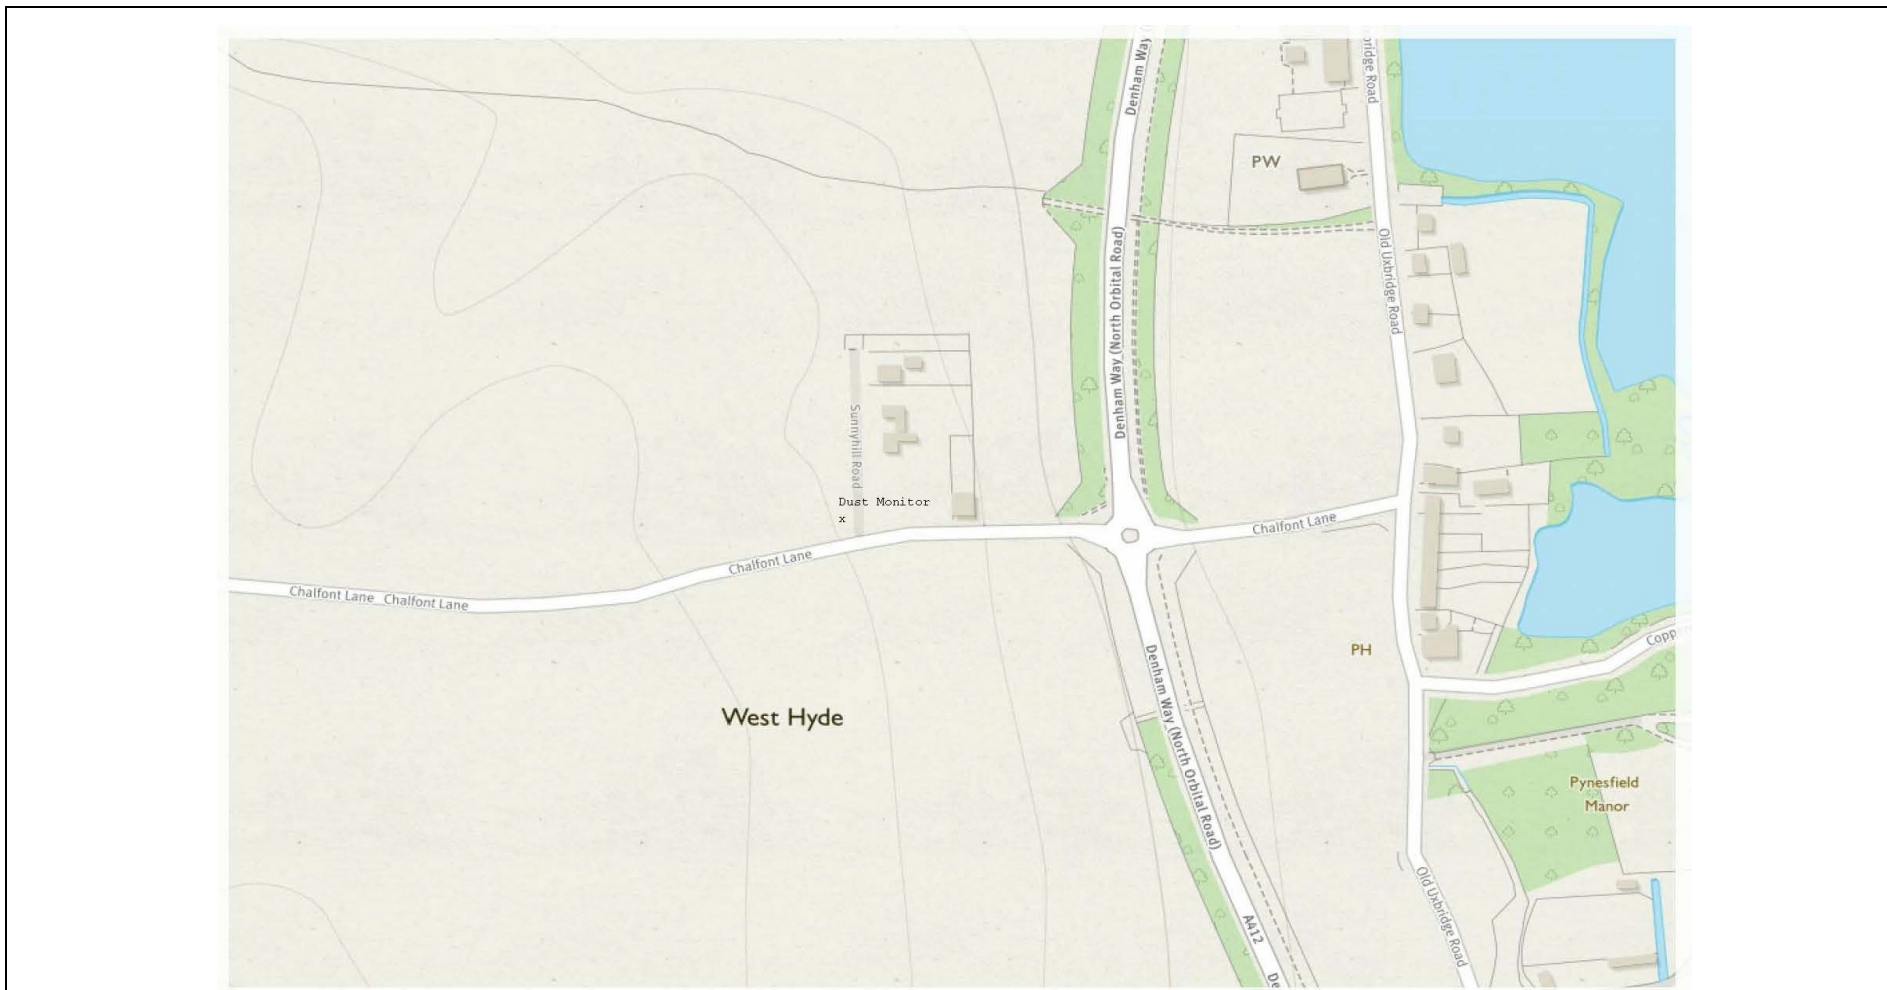 Denham Way (
bridge Road
PW
Denham Way (North Orbital Road)
Old Uxbridge Road
Sunnyhill Road
Dust Monitor
x
Chalfont Lane
Chalfont Lane
Chalfont Lane Chalfont Lane
PH
Copp
Denham Way (North Orbital Road)
West Hyde
Pynesfield
Manor
Old Uxbridge Road
A412
De